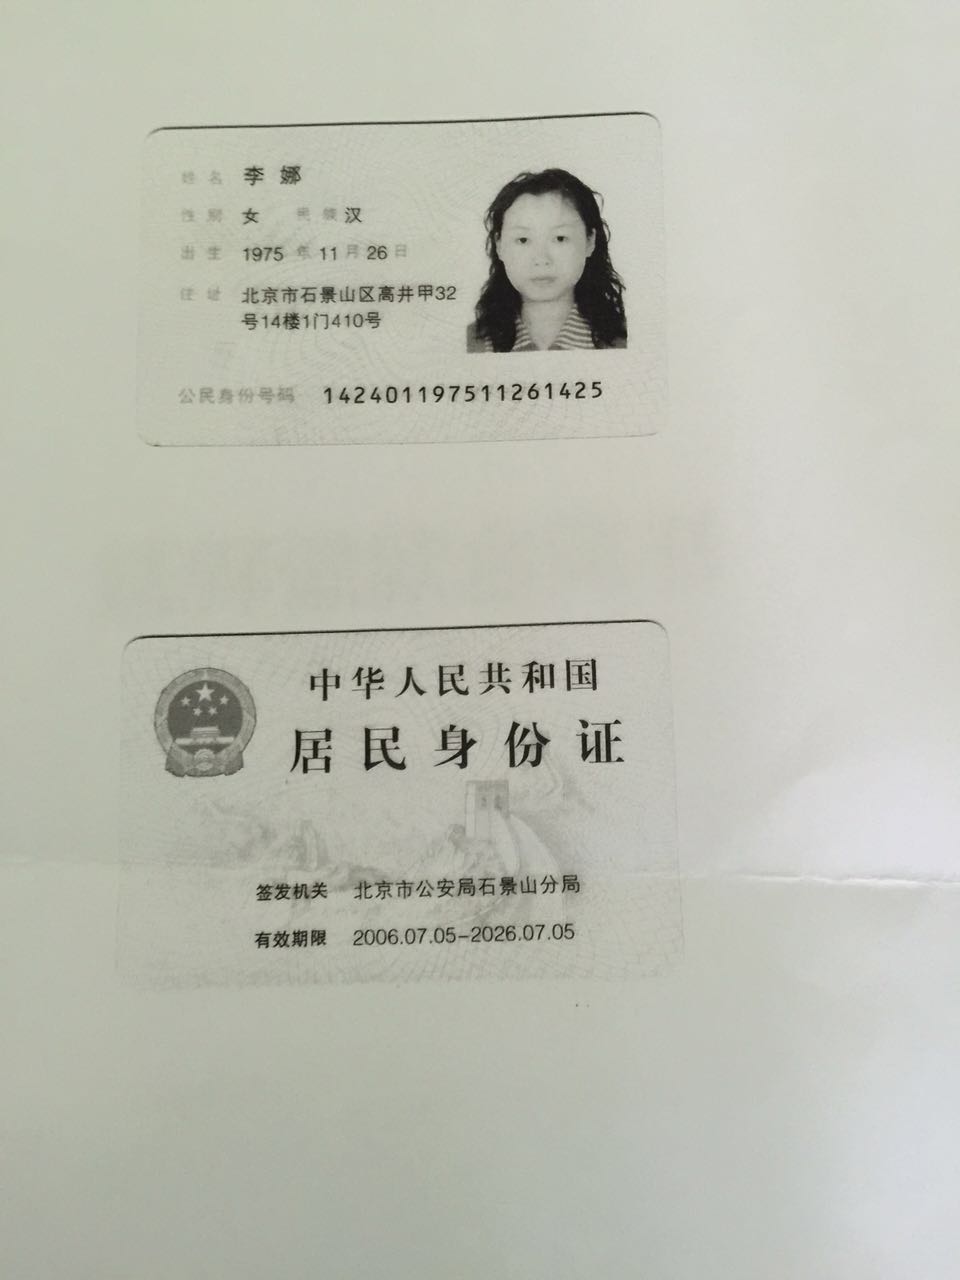 姓名 李娜
性别 女 民族 汉
出生 1975 年 11 月 26 日
住址 北京市石景山区高井甲32
号14楼1门410号
公民身份号码 142401197511261425
中华人民共和国
居民身份证
签发机关 北京市公安局石景山分局
有效期限 2006.07.05-2026.07.05